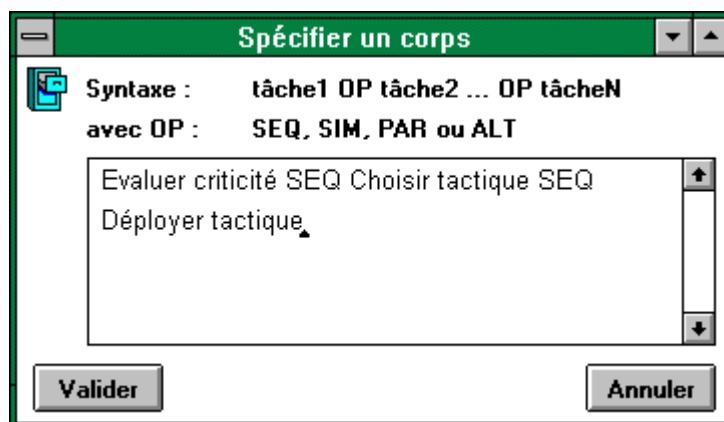 Spécifier un corps
Syntaxe : tâche1 OP tâche2 ... OP tâcheN
avec OP : SEQ, SIM, PAR ou ALT
Evaluer criticité SEQ Choisir tactique SEQ
Déployer tactique
Valider Annuler